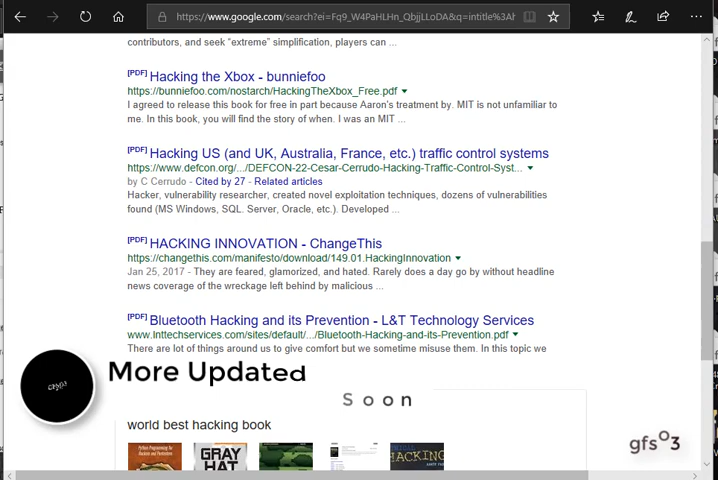 https://www.google.com/search?ei=Fq9_W4PaHLHn_QbjjLLoDA&q=intitle%3Ah
contributors, and seek “extreme” simplification, players can ...
[PDF] Hacking the Xbox - bunniefoo
https://bunniefoo.com/nostarch/HackingTheXbox_Free.pdf
I agreed to release this book for free in part because Aaron's treatment by. MIT is not unfamiliar to
me. In this book, you will find the story of when. I was an MIT ...
[PDF] Hacking US (and UK, Australia, France, etc.) traffic control systems
https://www.defcon.org/.../DEFCON-22-Cesar-Cerrudo-Hacking-Traffic-Control-Syst...
by C Cerrudo - Cited by 27 - Related articles
Hacker, vulnerability researcher, created novel exploitation techniques, dozens of vulnerabilities
found (MS Windows, SQL. Server, Oracle, etc.). Developed ...
[PDF] HACKING INNOVATION - ChangeThis
https://changethis.com/manifesto/download/149.01.HackingInnovation
Jan 25, 2017 - They are feared, glamorized, and hated. Rarely does a day go by without headline
news coverage of the wreckage left behind by malicious ...
[PDF] Bluetooth Hacking and its Prevention - L&T Technology Services
www.lnttechservices.com/sites/default/.../Bluetooth-Hacking-and-its-Prevention.pdf
There are lot of things around us to give comfort but we sometime misuse them. In this topic we
More Updated
Soon
world best hacking book
gfs03
GRAY
HAT
HACKING